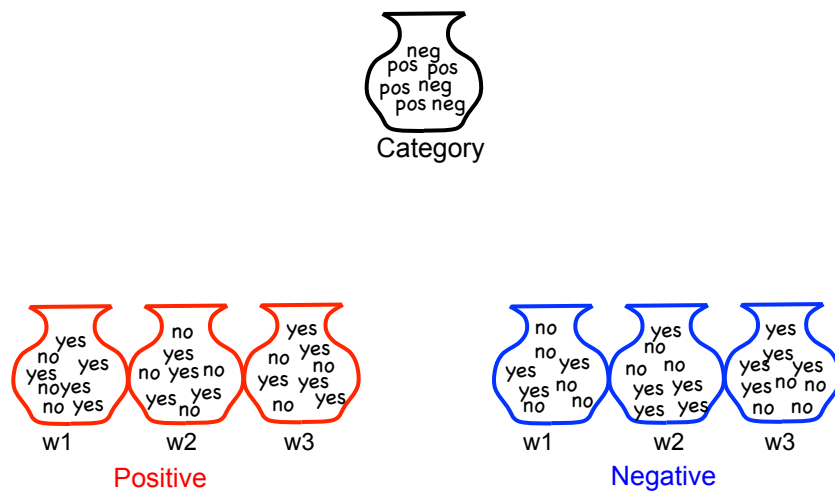 neg
pos pos
pos neg
pos neg
Category
yes
no yes
yes
no yes
no yes
w1
no
yes
no yes no
yes yes
no
w2
yes
no yes
no
yes yes
no yes
w3
Positive
no
no
yes yes
yes no
no no
w1
yes
no
no no
yes yes
yes yes
w2
yes
yes
yes yes
yes no no
no no
w3
Negative